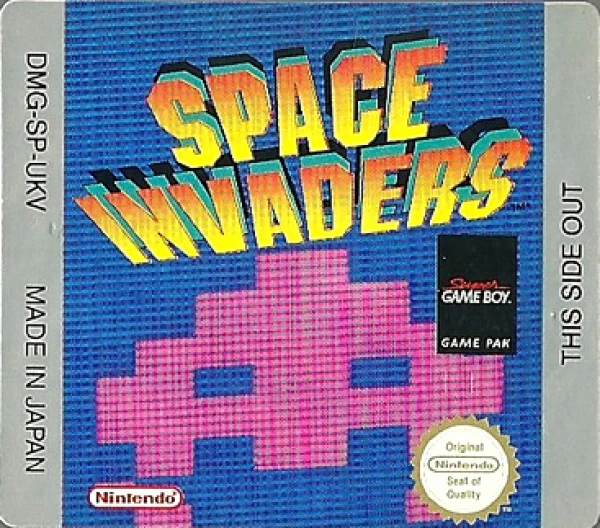 DMG-SP-UKV
MADE IN JAPAN
SPACE
INVADERS™
Super
GAME BOY.
GAME PAK
THIS SIDE OUT
Nintendo®
Original
Nintendo
Seal of
Quality
TM